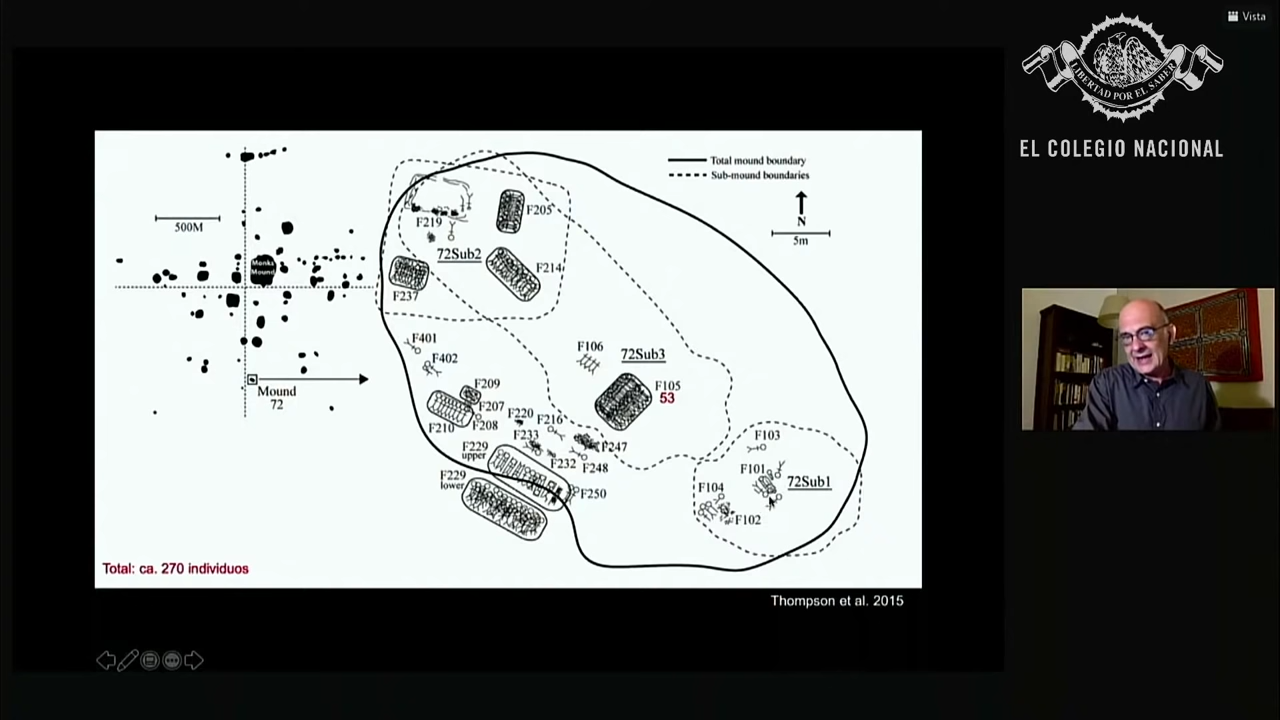 Vista
LIBERTAD POR EL SABER
EL COLEGIO NACIONAL
Total mound boundary
Sub-mound boundaries
N
5m
500M
Monks
Mound
Mound
72
F219
F205
72Sub2
F214
F237
F401
F402
F106
72Sub3
F105
53
F209
F207
F210
F208
F220
F216
F233
F247
F229
upper
F232
F248
F229
lower
F250
F103
F101
72Sub1
F104
F102
Total: ca. 270 individuos
Thompson et al. 2015